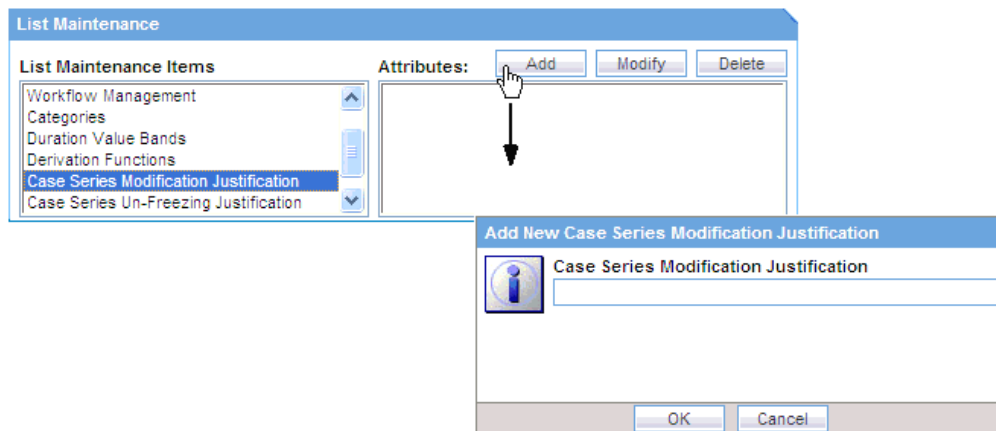 List Maintenance
List Maintenance Items
Attributes:
Add
Modify
Delete
Workflow Management
Categories
Duration Value Bands
Derivation Functions
Case Series Modification Justification
Case Series Un-Freezing Justification
Add New Case Series Modification Justification
Case Series Modification Justification
OK
Cancel